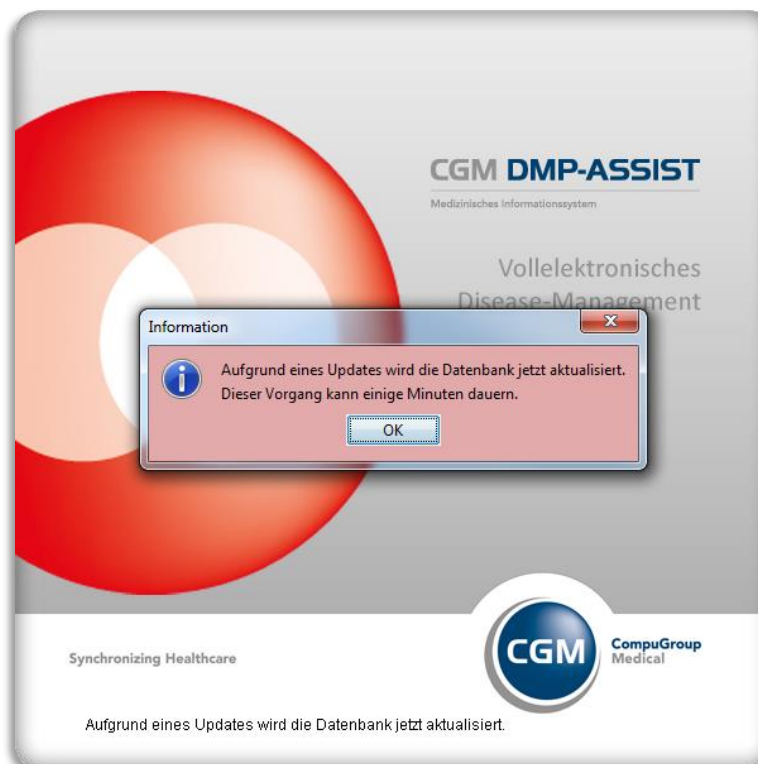 CGM DMP-ASSIST
Medizinisches Informationssystem
Vollelektronisches
Disease-Management
Information
Aufgrund eines Updates wird die Datenbank jetzt aktualisiert.
Dieser Vorgang kann einige Minuten dauern.
OK
Synchronizing Healthcare
CGM
CompuGroup
Medical
Aufgrund eines Updates wird die Datenbank jetzt aktualisiert.